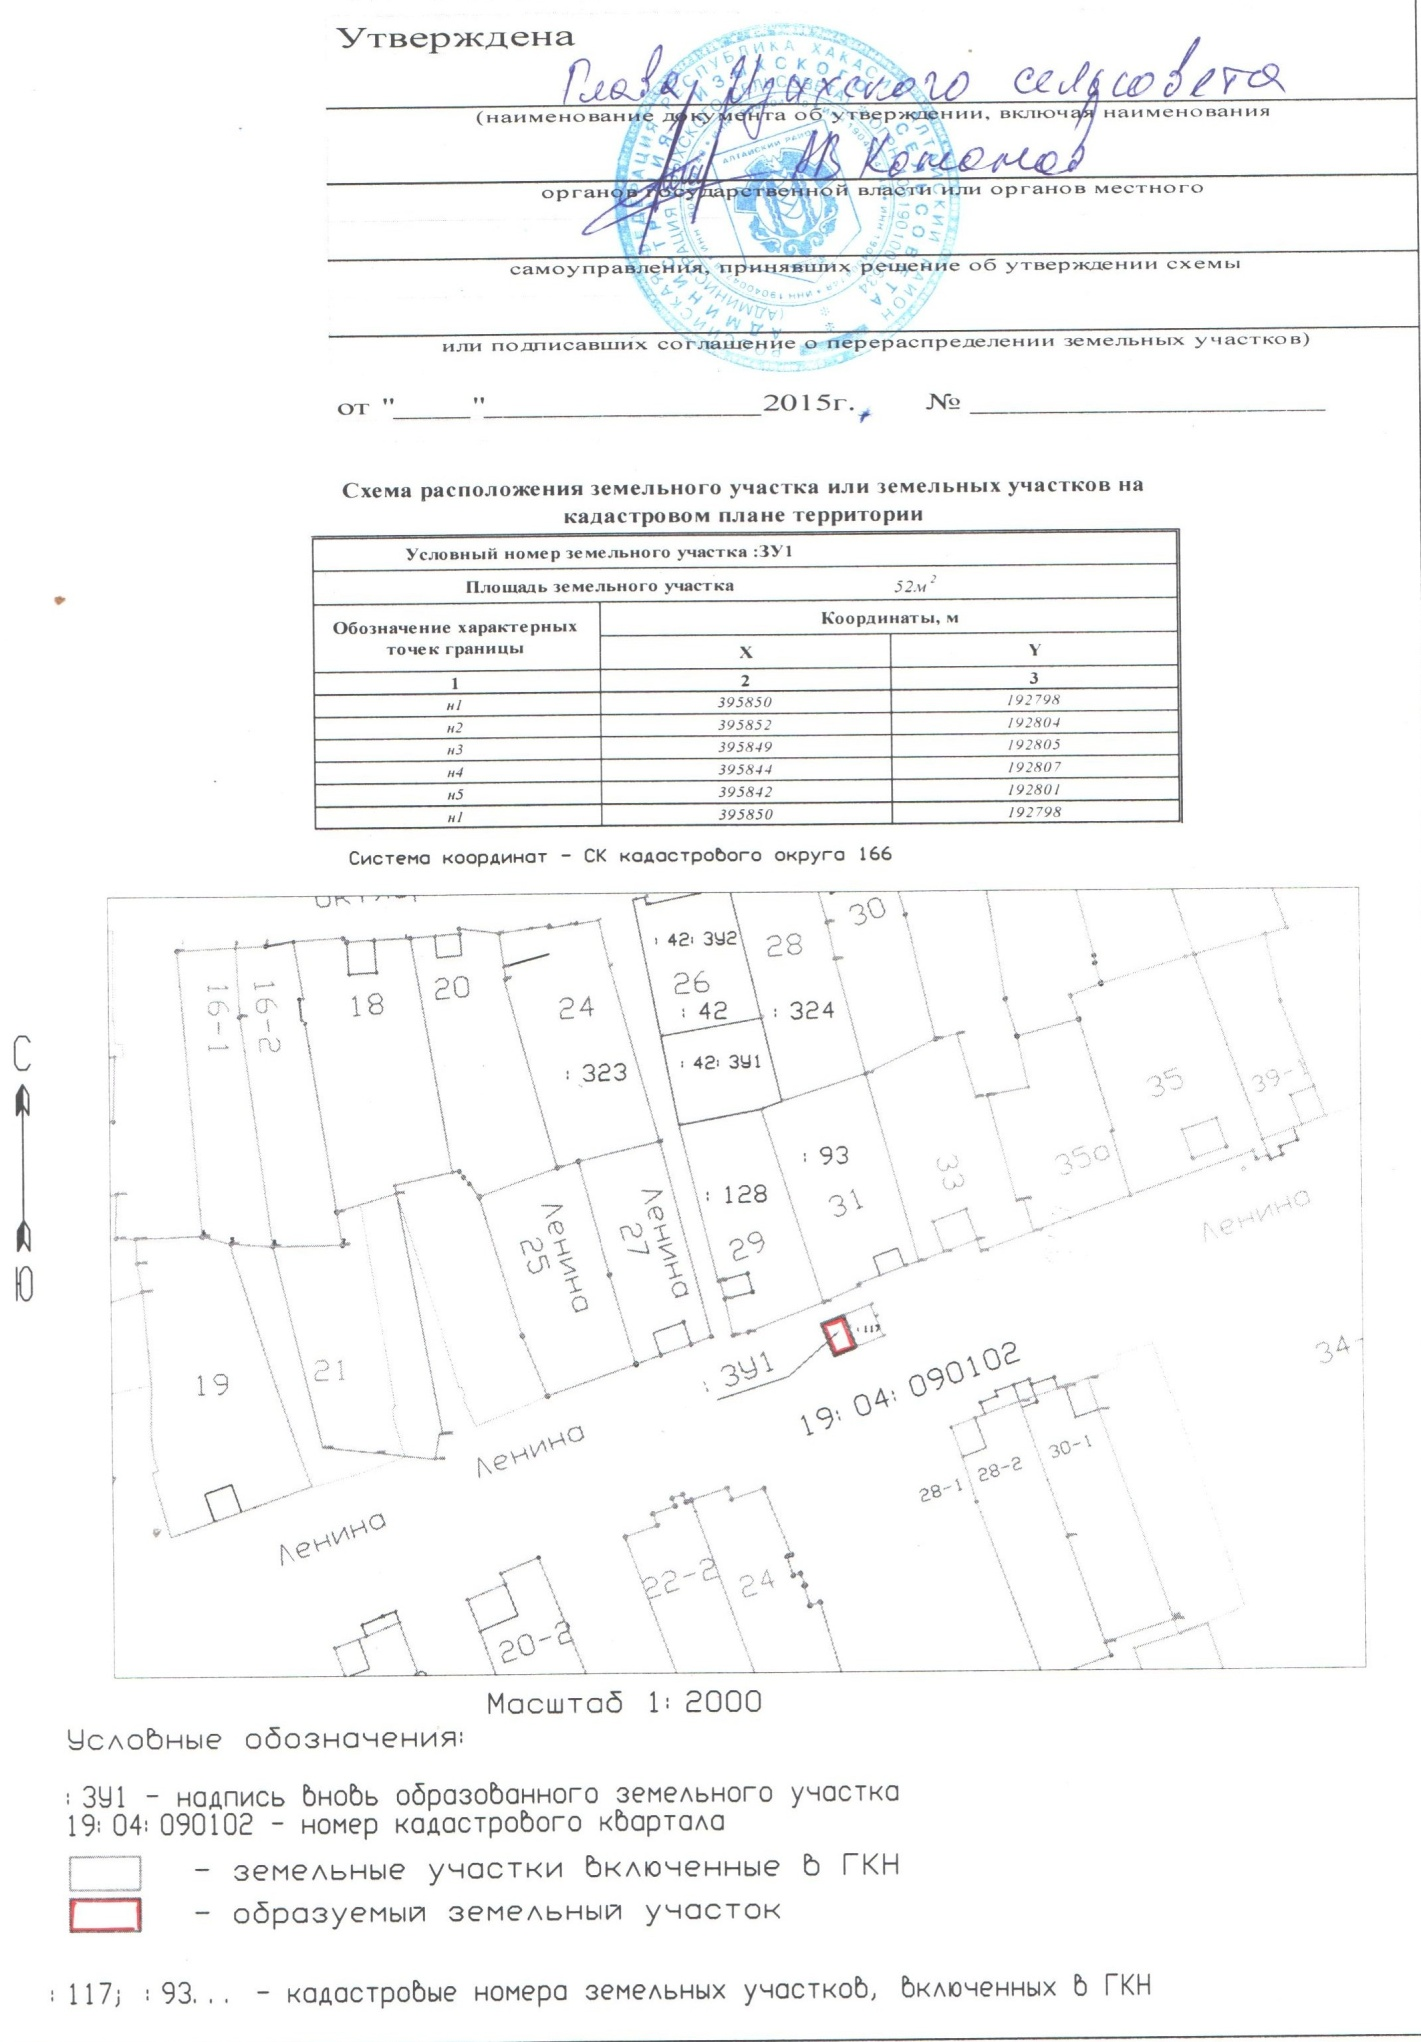 Утверждена
Глава Изыхского сельсовета
(наименование документа об утверждении, включая наименования
органов государственной власти или органов местного
самоуправления, принявших решение об утверждении схемы
или подписавших соглашение о перераспределении земельных участков)
от "_____"__________________2015г. № _______________________
Схема расположения земельного участка или земельных участков на
кадастровом плане территории
Условный номер земельного участка :ЗУ1
Площадь земельного участка 52м²
Обозначение характерных точек границы Координаты, м
X Y
1 2 3
н1 395850 192798
н2 395852 192804
н3 395849 192805
н4 395844 192807
н5 395842 192801
н1 395850 192798
Система координат – СК кадастрового округа 166
16-1
16-2
18
20
24
:323
:42:ЗУ2
26
:42
:42:ЗУ1
28
:324
30
:93
31
:128
29
33
35а
35
39-1
Ленина
25
Ленина
27
Ленина
19
21
:ЗУ1
:117
19:04:090102
34-
Ленина
Ленина
28-1
28-2
30-1
22-2
24
20-2
С
Ю
Масштаб 1:2000
Условные обозначения:
:ЗУ1 – надпись вновь образованного земельного участка
19:04:090102 – номер кадастрового квартала
– земельные участки включенные в ГКН
– образуемый земельный участок
:117; :93... – кадастровые номера земельных участков, включенных в ГКН